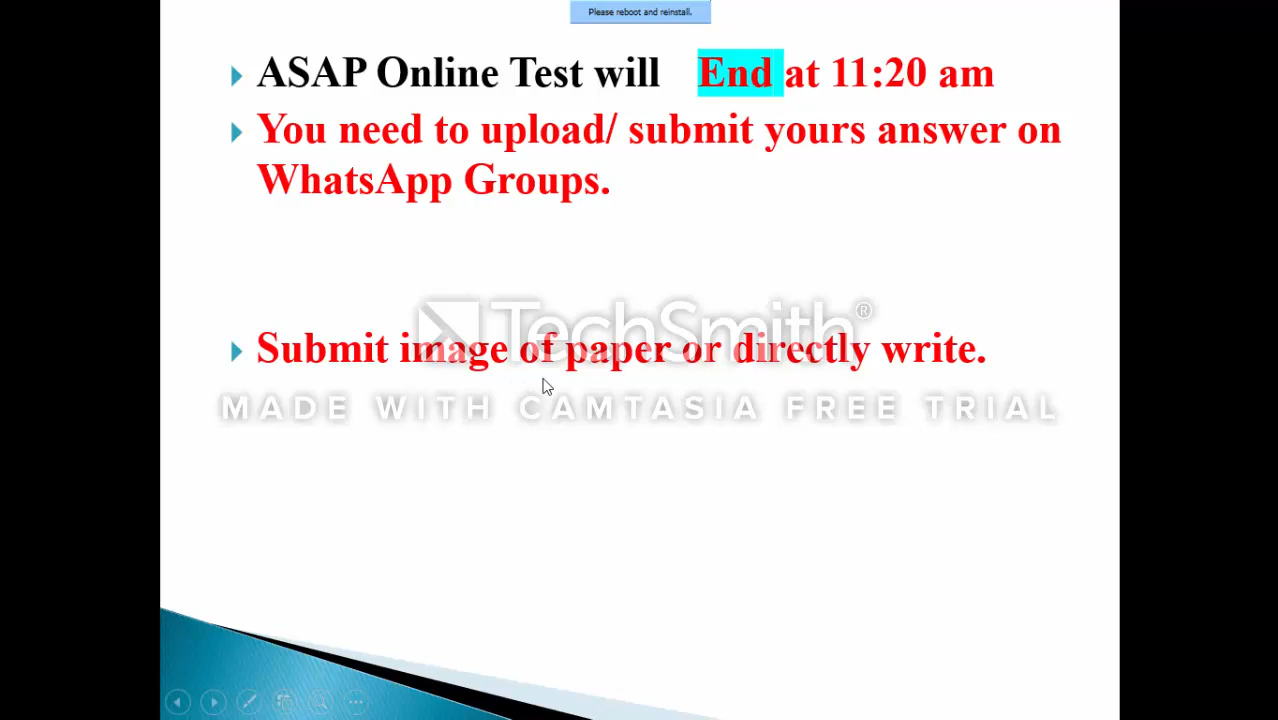 Please reboot and reinstall.
ASAP Online Test will End at 11:20 am
You need to upload/ submit yours answer on
WhatsApp Groups.
TechSmith®
Submit image of paper or directly write.
MADE WITH CAMTASIA FREE TRIAL